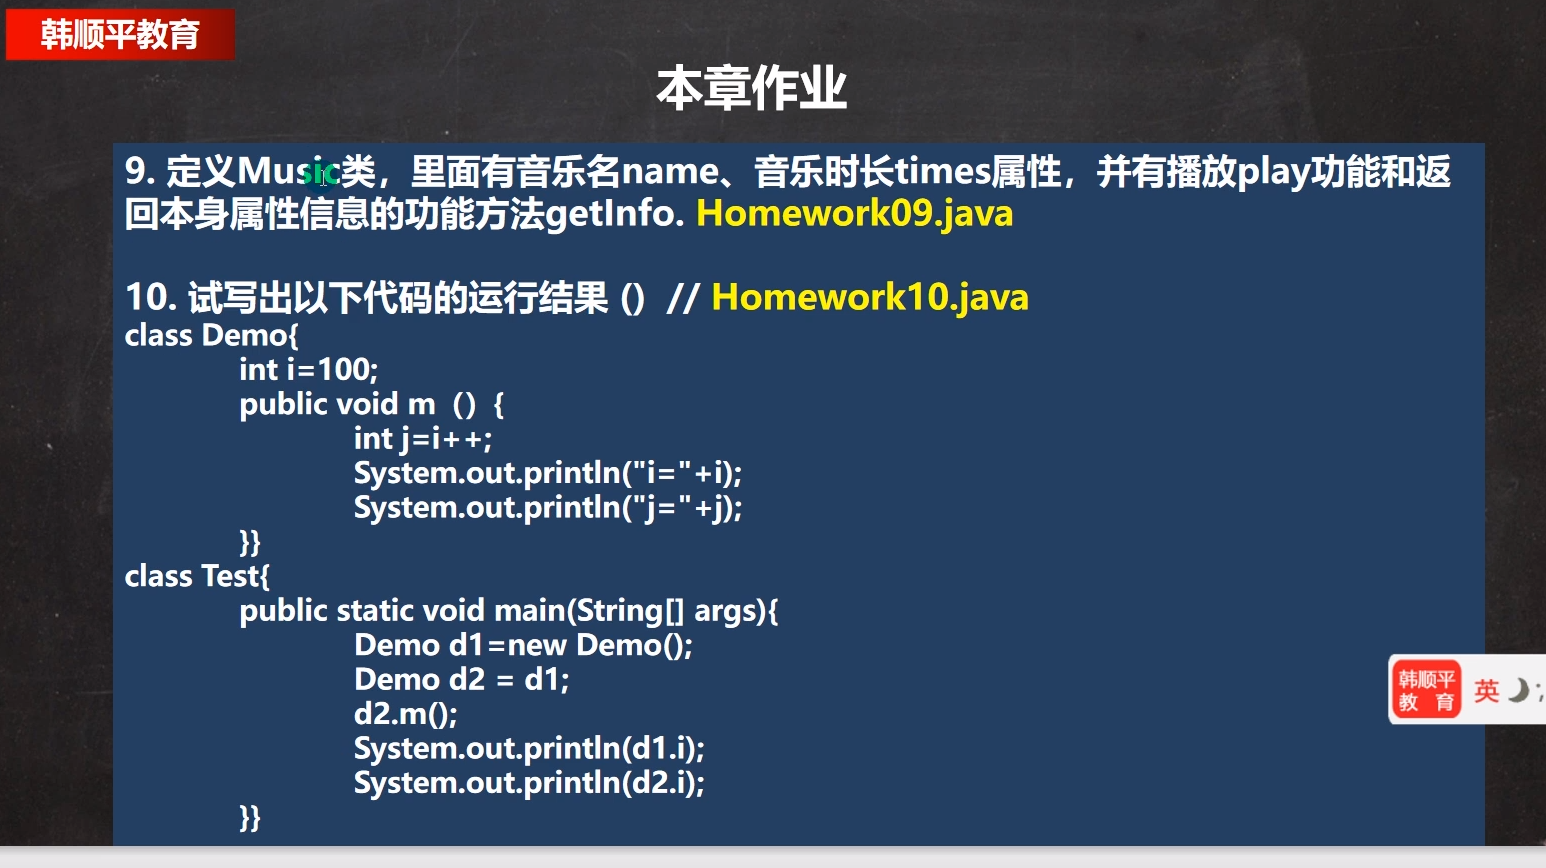 韩顺平教育
本章作业
9. 定义Music类，里面有音乐名name、音乐时长times属性，并有播放play功能和返
回本身属性信息的功能方法getInfo. Homework09.java
10. 试写出以下代码的运行结果 ()  // Homework10.java
class Demo{
int i=100;
public void m（）{
int j=i++;
System.out.println("i="+i);
System.out.println("j="+j);
}}
class Test{
public static void main(String[] args){
Demo d1=new Demo();
Demo d2 = d1;
d2.m();
System.out.println(d1.i);
System.out.println(d2.i);
}}
韩顺平
教 育
英